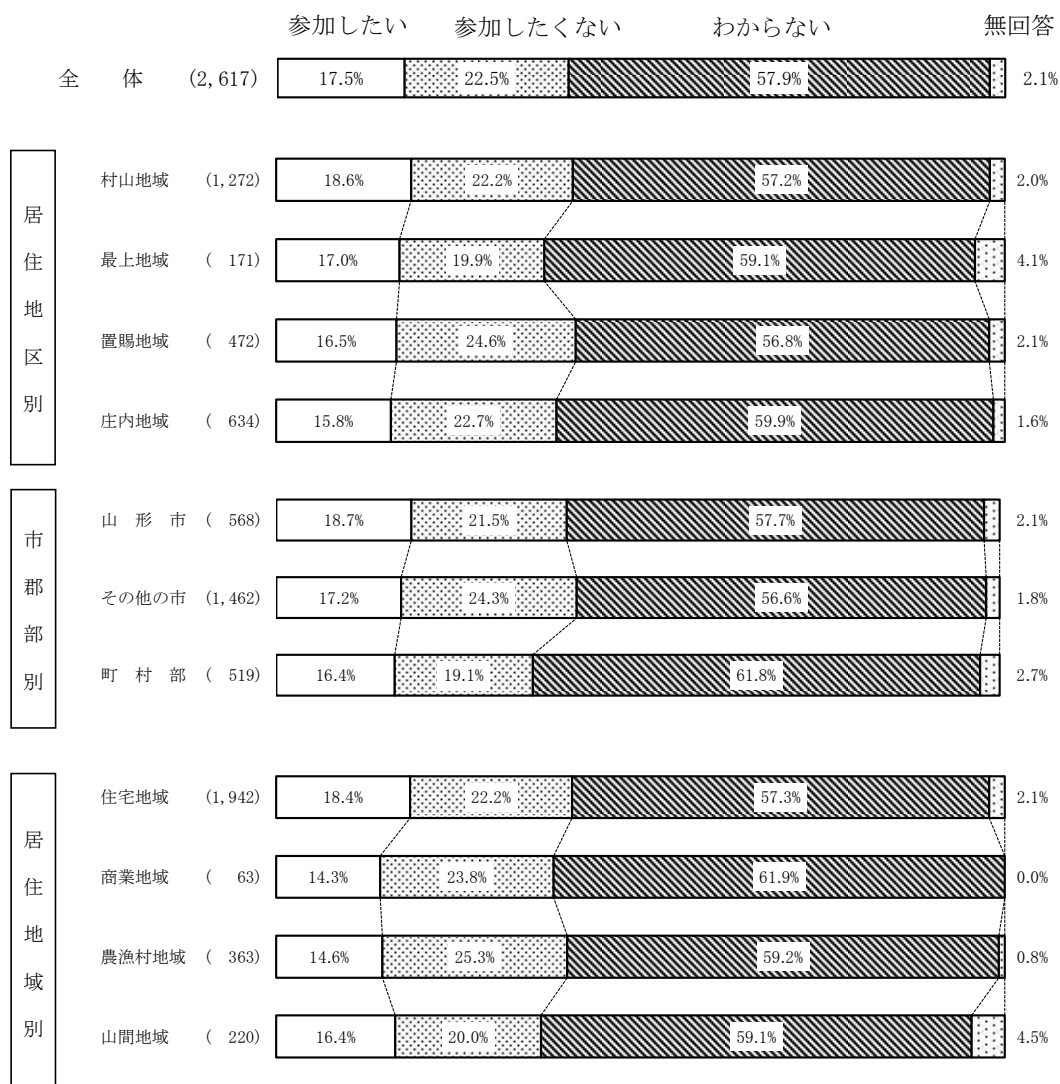 参加したい 参加したくない わからない 無回答
全 体 (2,617) 17.5% 22.5% 57.9% 2.1%
居住地区別
村山地域 (1,272) 18.6% 22.2% 57.2% 2.0%
最上地域 ( 171) 17.0% 19.9% 59.1% 4.1%
置賜地域 ( 472) 16.5% 24.6% 56.8% 2.1%
庄内地域 ( 634) 15.8% 22.7% 59.9% 1.6%
市郡部別
山 形 市 ( 568) 18.7% 21.5% 57.7% 2.1%
その他の市 (1,462) 17.2% 24.3% 56.6% 1.8%
町 村 部 ( 519) 16.4% 19.1% 61.8% 2.7%
居住地域別
住宅地域 (1,942) 18.4% 22.2% 57.3% 2.1%
商業地域 ( 63) 14.3% 23.8% 61.9% 0.0%
農漁村地域 ( 363) 14.6% 25.3% 59.2% 0.8%
山間地域 ( 220) 16.4% 20.0% 59.1% 4.5%